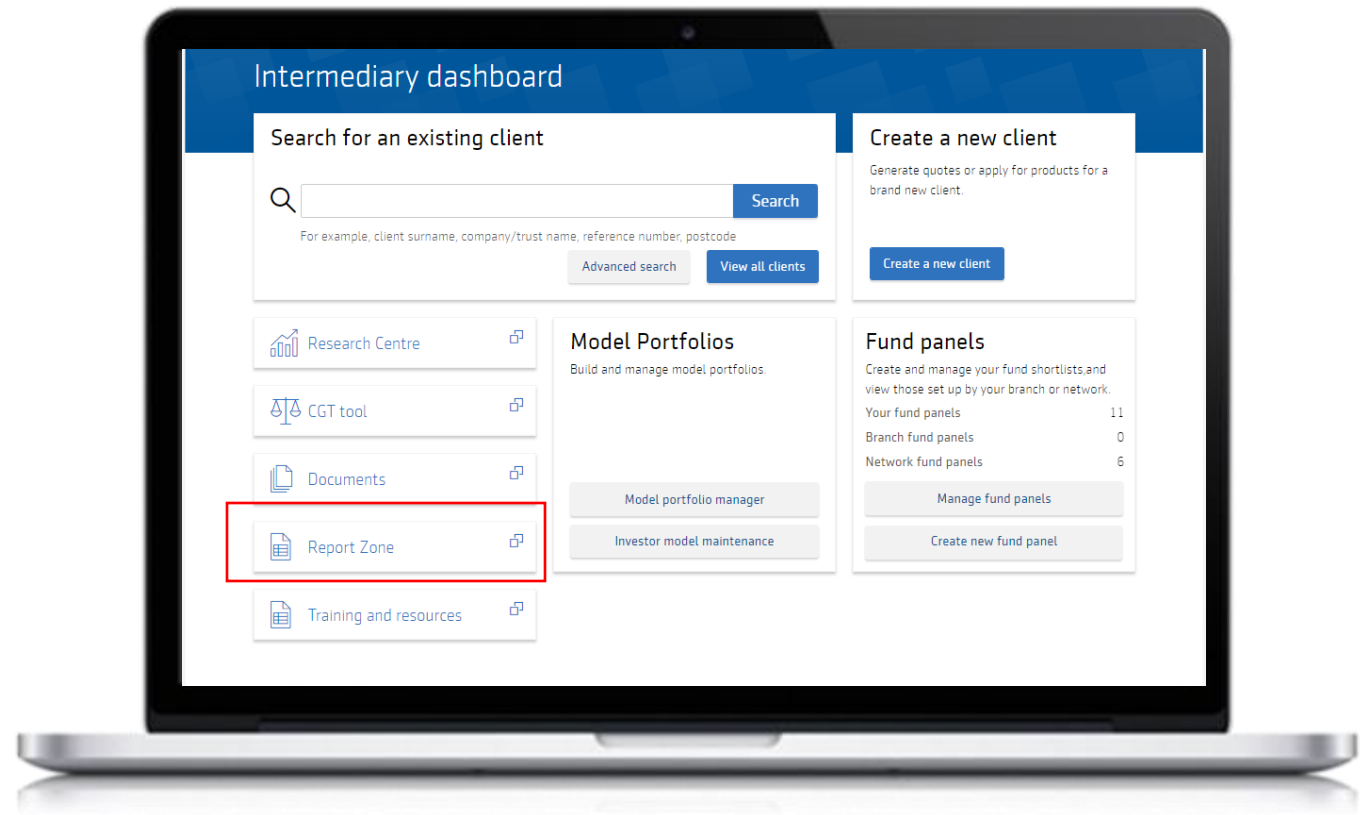 Intermediary dashboard
Search for an existing client
Search
For example, client surname, company/trust name, reference number, postcode
Advanced search
View all clients
Create a new client
Generate quotes or apply for products for a
brand new client.
Create a new client
Research Centre
CGT tool
Documents
Report Zone
Training and resources
Model Portfolios
Build and manage model portfolios.
Model portfolio manager
Investor model maintenance
Fund panels
Create and manage your fund shortlists,and
view those set up by your branch or network.
Your fund panels 11
Branch fund panels 0
Network fund panels 6
Manage fund panels
Create new fund panel